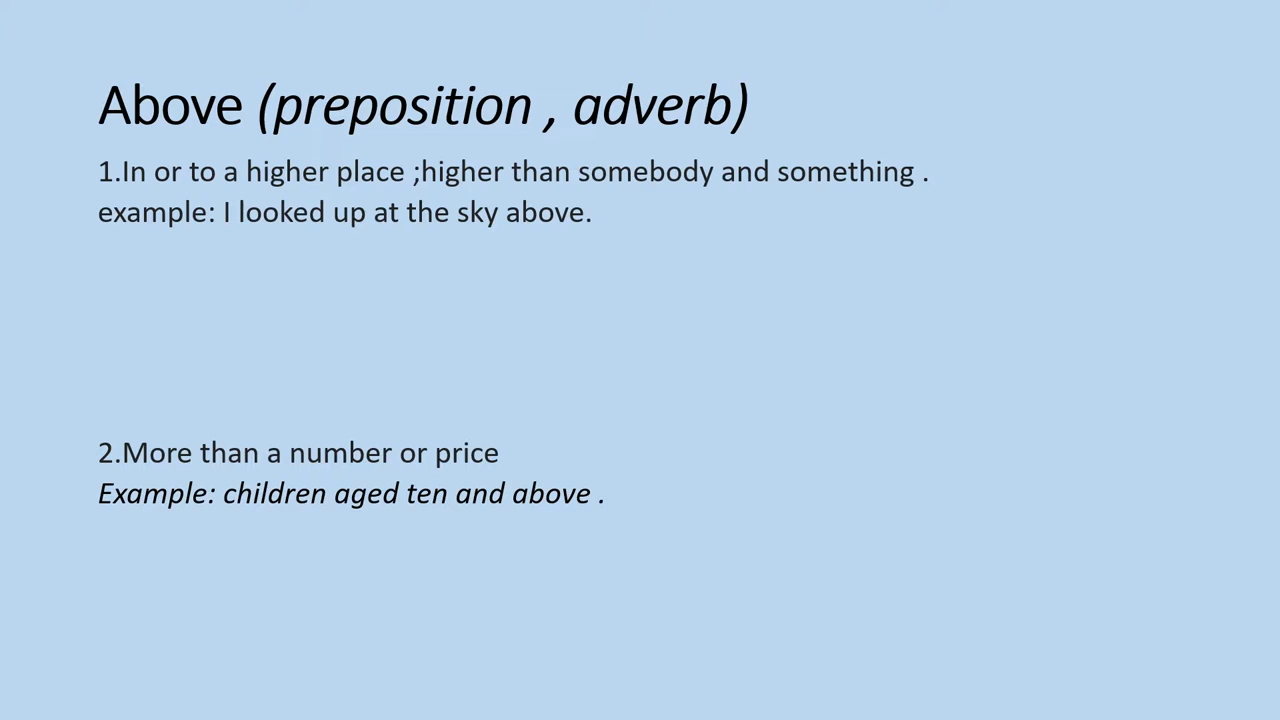 Above (preposition , adverb)
1.In or to a higher place ;higher than somebody and something .
example: I looked up at the sky above.
2.More than a number or price
Example: children aged ten and above .